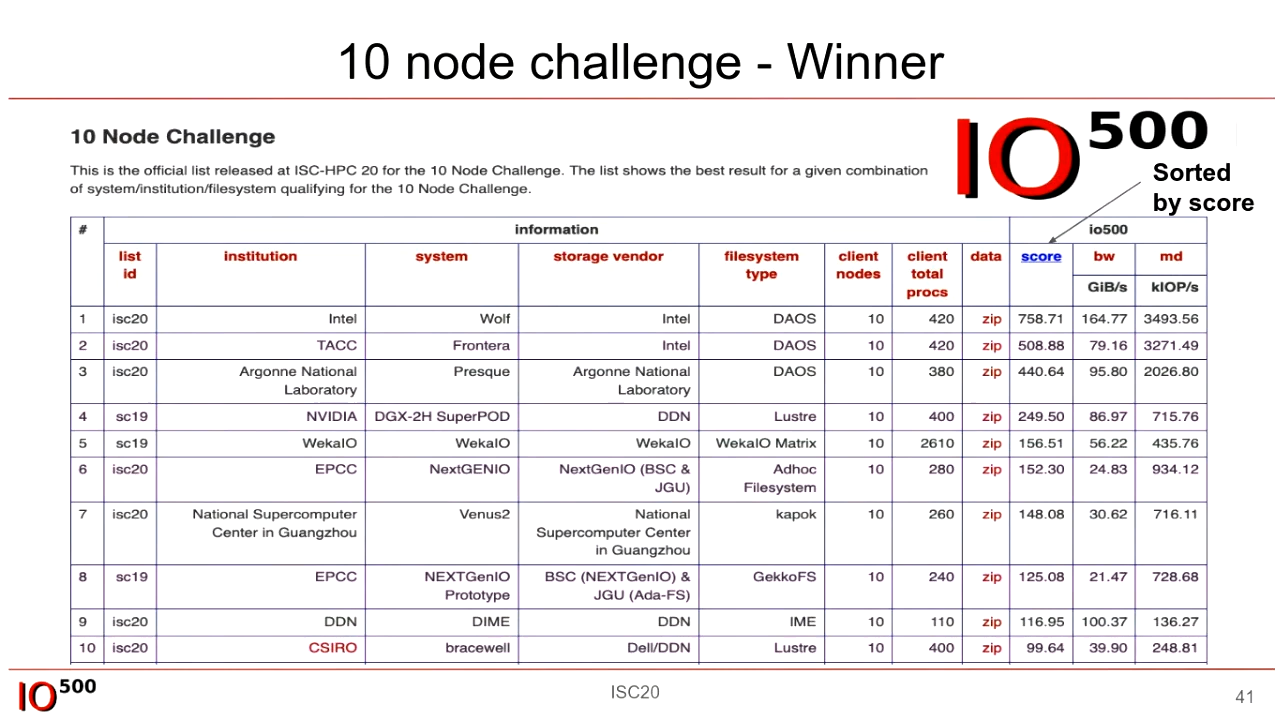 10 node challenge - Winner
10 Node Challenge
IO500
This is the official list released at ISC-HPC 20 for the 10 Node Challenge. The list shows the best result for a given combination
of system/institution/filesystem qualifying for the 10 Node Challenge.
Sorted
by score
# information io500
list id institution system storage vendor filesystem type client nodes client total procs data score bw md
GiB/s kIOP/s
1 isc20 Intel Wolf Intel DAOS 10 420 zip 758.71 164.77 3493.56
2 isc20 TACC Frontera Intel DAOS 10 420 zip 508.88 79.16 3271.49
3 isc20 Argonne National Laboratory Presque Argonne National Laboratory DAOS 10 380 zip 440.64 95.80 2026.80
4 sc19 NVIDIA DGX-2H SuperPOD DDN Lustre 10 400 zip 249.50 86.97 715.76
5 sc19 WekaIO WekaIO WekaIO WekaIO Matrix 10 2610 zip 156.51 56.22 435.76
6 isc20 EPCC NextGENIO NextGenIO (BSC & JGU) Adhoc Filesystem 10 280 zip 152.30 24.83 934.12
7 isc20 National Supercomputer Center in Guangzhou Venus2 National Supercomputer Center in Guangzhou kapok 10 260 zip 148.08 30.62 716.11
8 sc19 EPCC NEXTGenIO Prototype BSC (NEXTGenIO) & JGU (Ada-FS) GekkoFS 10 240 zip 125.08 21.47 728.68
9 isc20 DDN DIME DDN IME 10 110 zip 116.95 100.37 136.27
10 isc20 CSIRO bracewell Dell/DDN Lustre 10 400 zip 99.64 39.90 248.81
IO500
ISC20
41